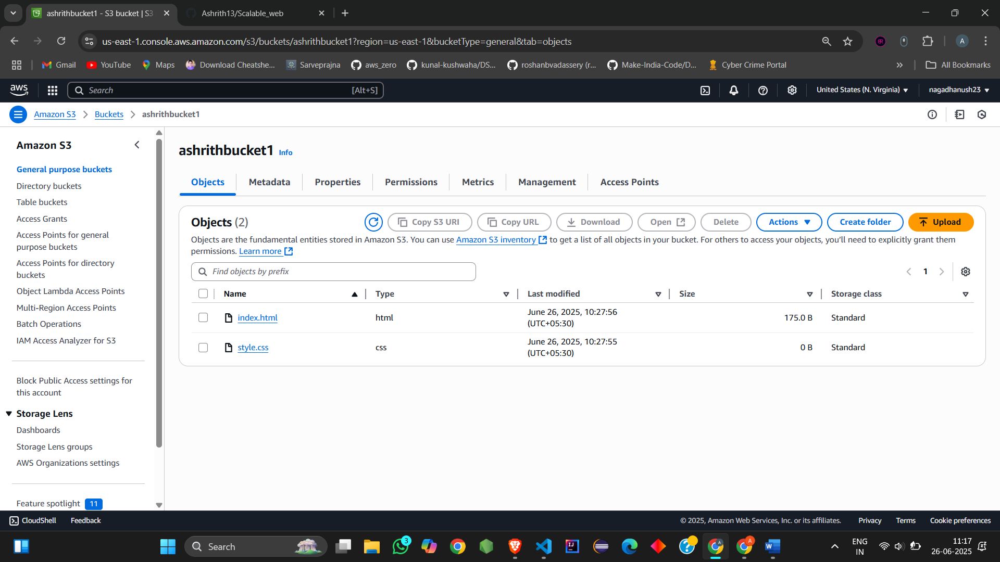 ashrithbucket1 - S3 bucket | S3
Ashrith13/Scalable_web
us-east-1.console.aws.amazon.com/s3/buckets/ashrithbucket1?region=us-east-1&bucketType=general&tab=objects
BR
A
Gmail
YouTube
Maps
Download Cheatshe...
Sarveprajna
aws_zero
kunal-kushwaha/DS...
roshanbvadassery (r...
Make-India-Code/D...
Cyber Crime Portal
All Bookmarks
aws
Search
[Alt+S]
United States (N. Virginia)
nagadhanush23
Amazon S3
Buckets
ashrithbucket1
Amazon S3
General purpose buckets
Directory buckets
Table buckets
Access Grants
Access Points for general
purpose buckets
Access Points for directory
buckets
Object Lambda Access Points
Multi-Region Access Points
Batch Operations
IAM Access Analyzer for S3
Block Public Access settings for
this account
Storage Lens
Dashboards
Storage Lens groups
AWS Organizations settings
Feature spotlight 11
ashrithbucket1 Info
Objects
Metadata
Properties
Permissions
Metrics
Management
Access Points
Objects (2)
Copy S3 URI
Copy URL
Download
Open
Delete
Actions
Create folder
Upload
Objects are the fundamental entities stored in Amazon S3. You can use Amazon S3 inventory to get a list of all objects in your bucket. For others to access your objects, you'll need to explicitly grant them
permissions. Learn more
Find objects by prefix
1
Name
Type
Last modified
Size
Storage class
index.html
html
June 26, 2025, 10:27:56
(UTC+05:30)
175.0 B
Standard
style.css
css
June 26, 2025, 10:27:55
(UTC+05:30)
0 B
Standard
CloudShell
Feedback
© 2025, Amazon Web Services, Inc. or its affiliates.
Privacy
Terms
Cookie preferences
Search
3
IJ
A
A
W
ENG
IN
11:17
26-06-2025